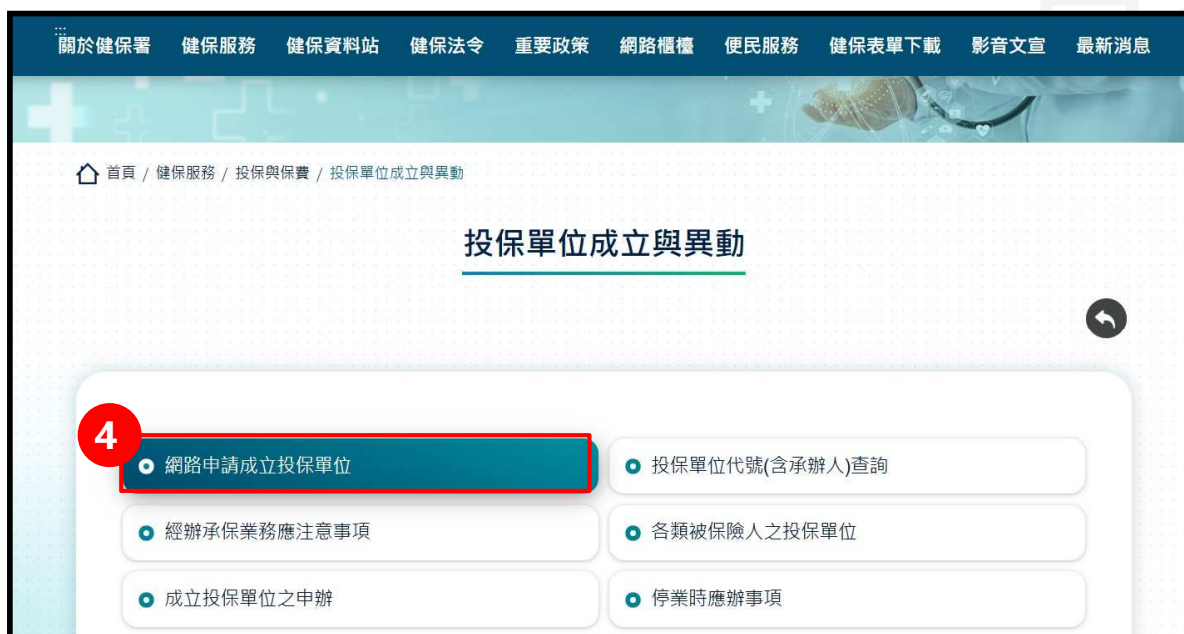 :::
關於健保署 健保服務 健保資料站 健保法令 重要政策 網路櫃檯 便民服務 健保表單下載 影音文宣 最新消息
首頁 / 健保服務 / 投保與保費 / 投保單位成立與異動
投保單位成立與異動
4
網路申請成立投保單位
投保單位代號(含承辦人)查詢
經辦承保業務應注意事項
各類被保險人之投保單位
成立投保單位之申辦
停業時應辦事項